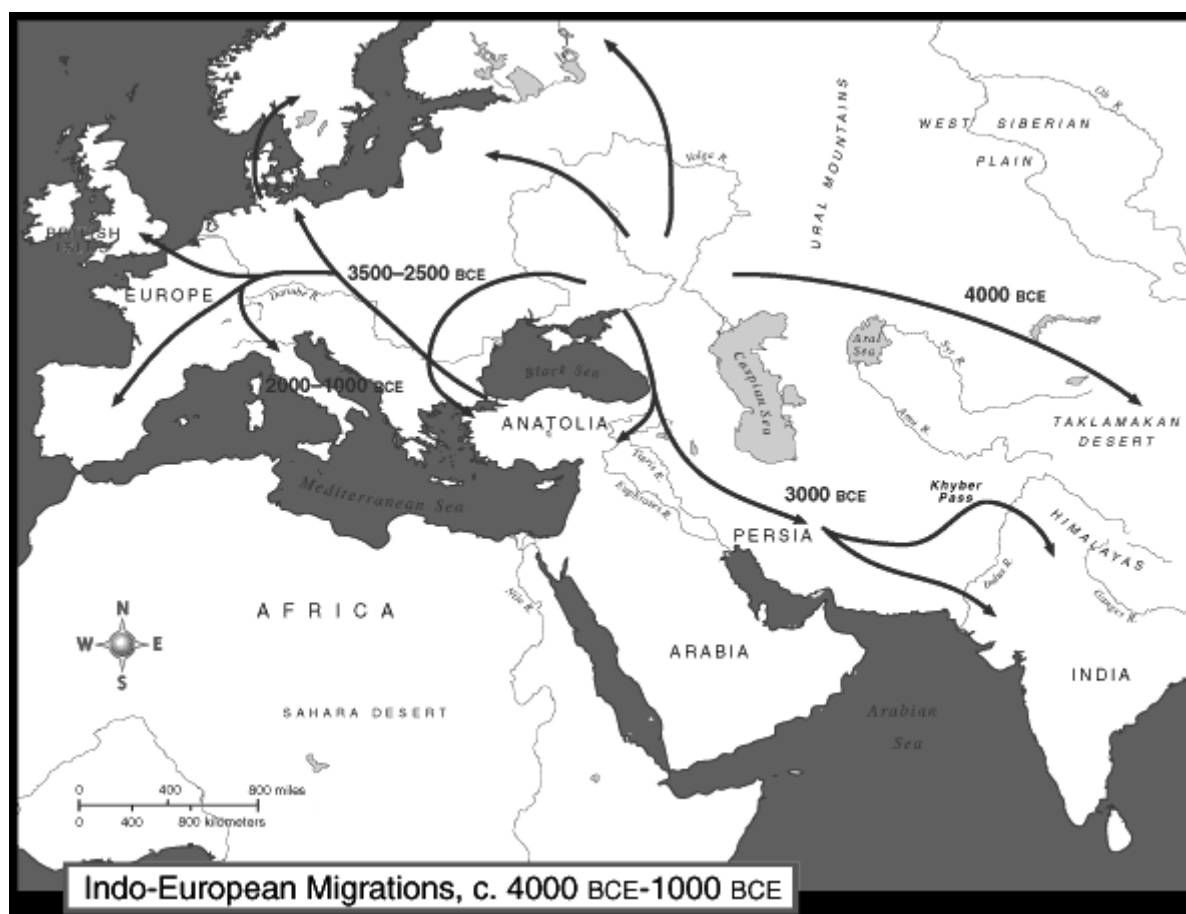 Ob R.
WEST SIBERIAN
PLAIN
Volga R.
URAL MOUNTAINS
BRITISH
ISLES
3500–2500 BCE
EUROPE
Danube R.
4000 BCE
Aral
Sea
Syr R.
Black Sea
Caspian Sea
2000–1000 BCE
ANATOLIA
Amu R.
TAKLAMAKAN
DESERT
Tigris R.
Euphrates R.
Mediterranean Sea
3000 BCE
Khyber
Pass
HIMALAYAS
PERSIA
Indus R.
Ganges R.
Nile R.
AFRICA
N
W E
S
ARABIA
INDIA
SAHARA DESERT
Arabian
Sea
0 400 800 miles
0 400 800 kilometers
Indo-European Migrations, c. 4000 BCE-1000 BCE